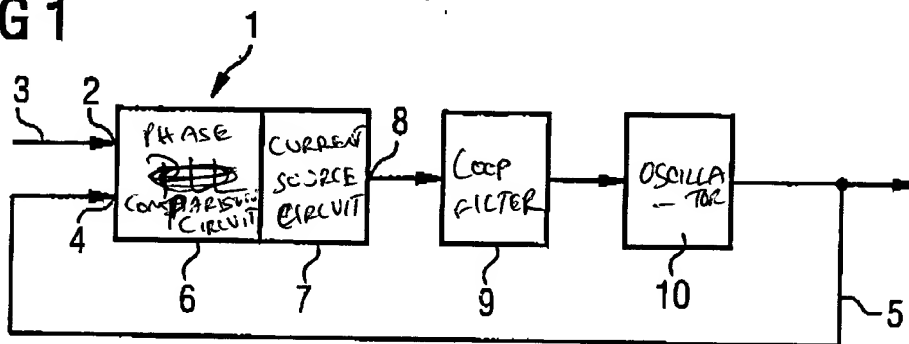 G 1
1
3
2
PHASE
COMPARISON
CIRCUIT
CURRENT
SOURCE
CIRCUIT
8
LOOP
FILTER
OSCILLA
- TOR
4
6
7
9
10
5